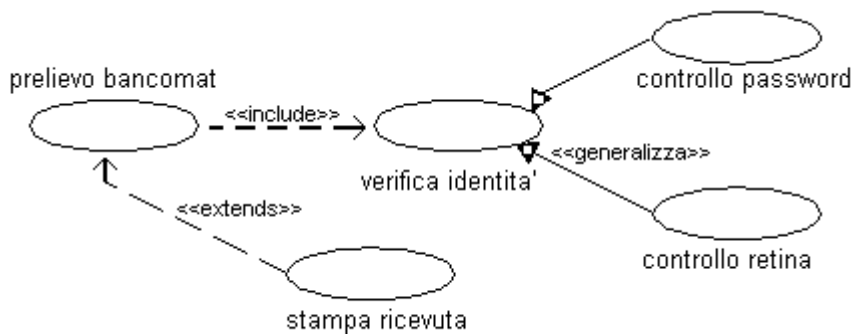 controllo password
prelievo bancomat
<<include>>
<<generalizza>>
verifica identita'
<<extends>>
controllo retina
stampa ricevuta